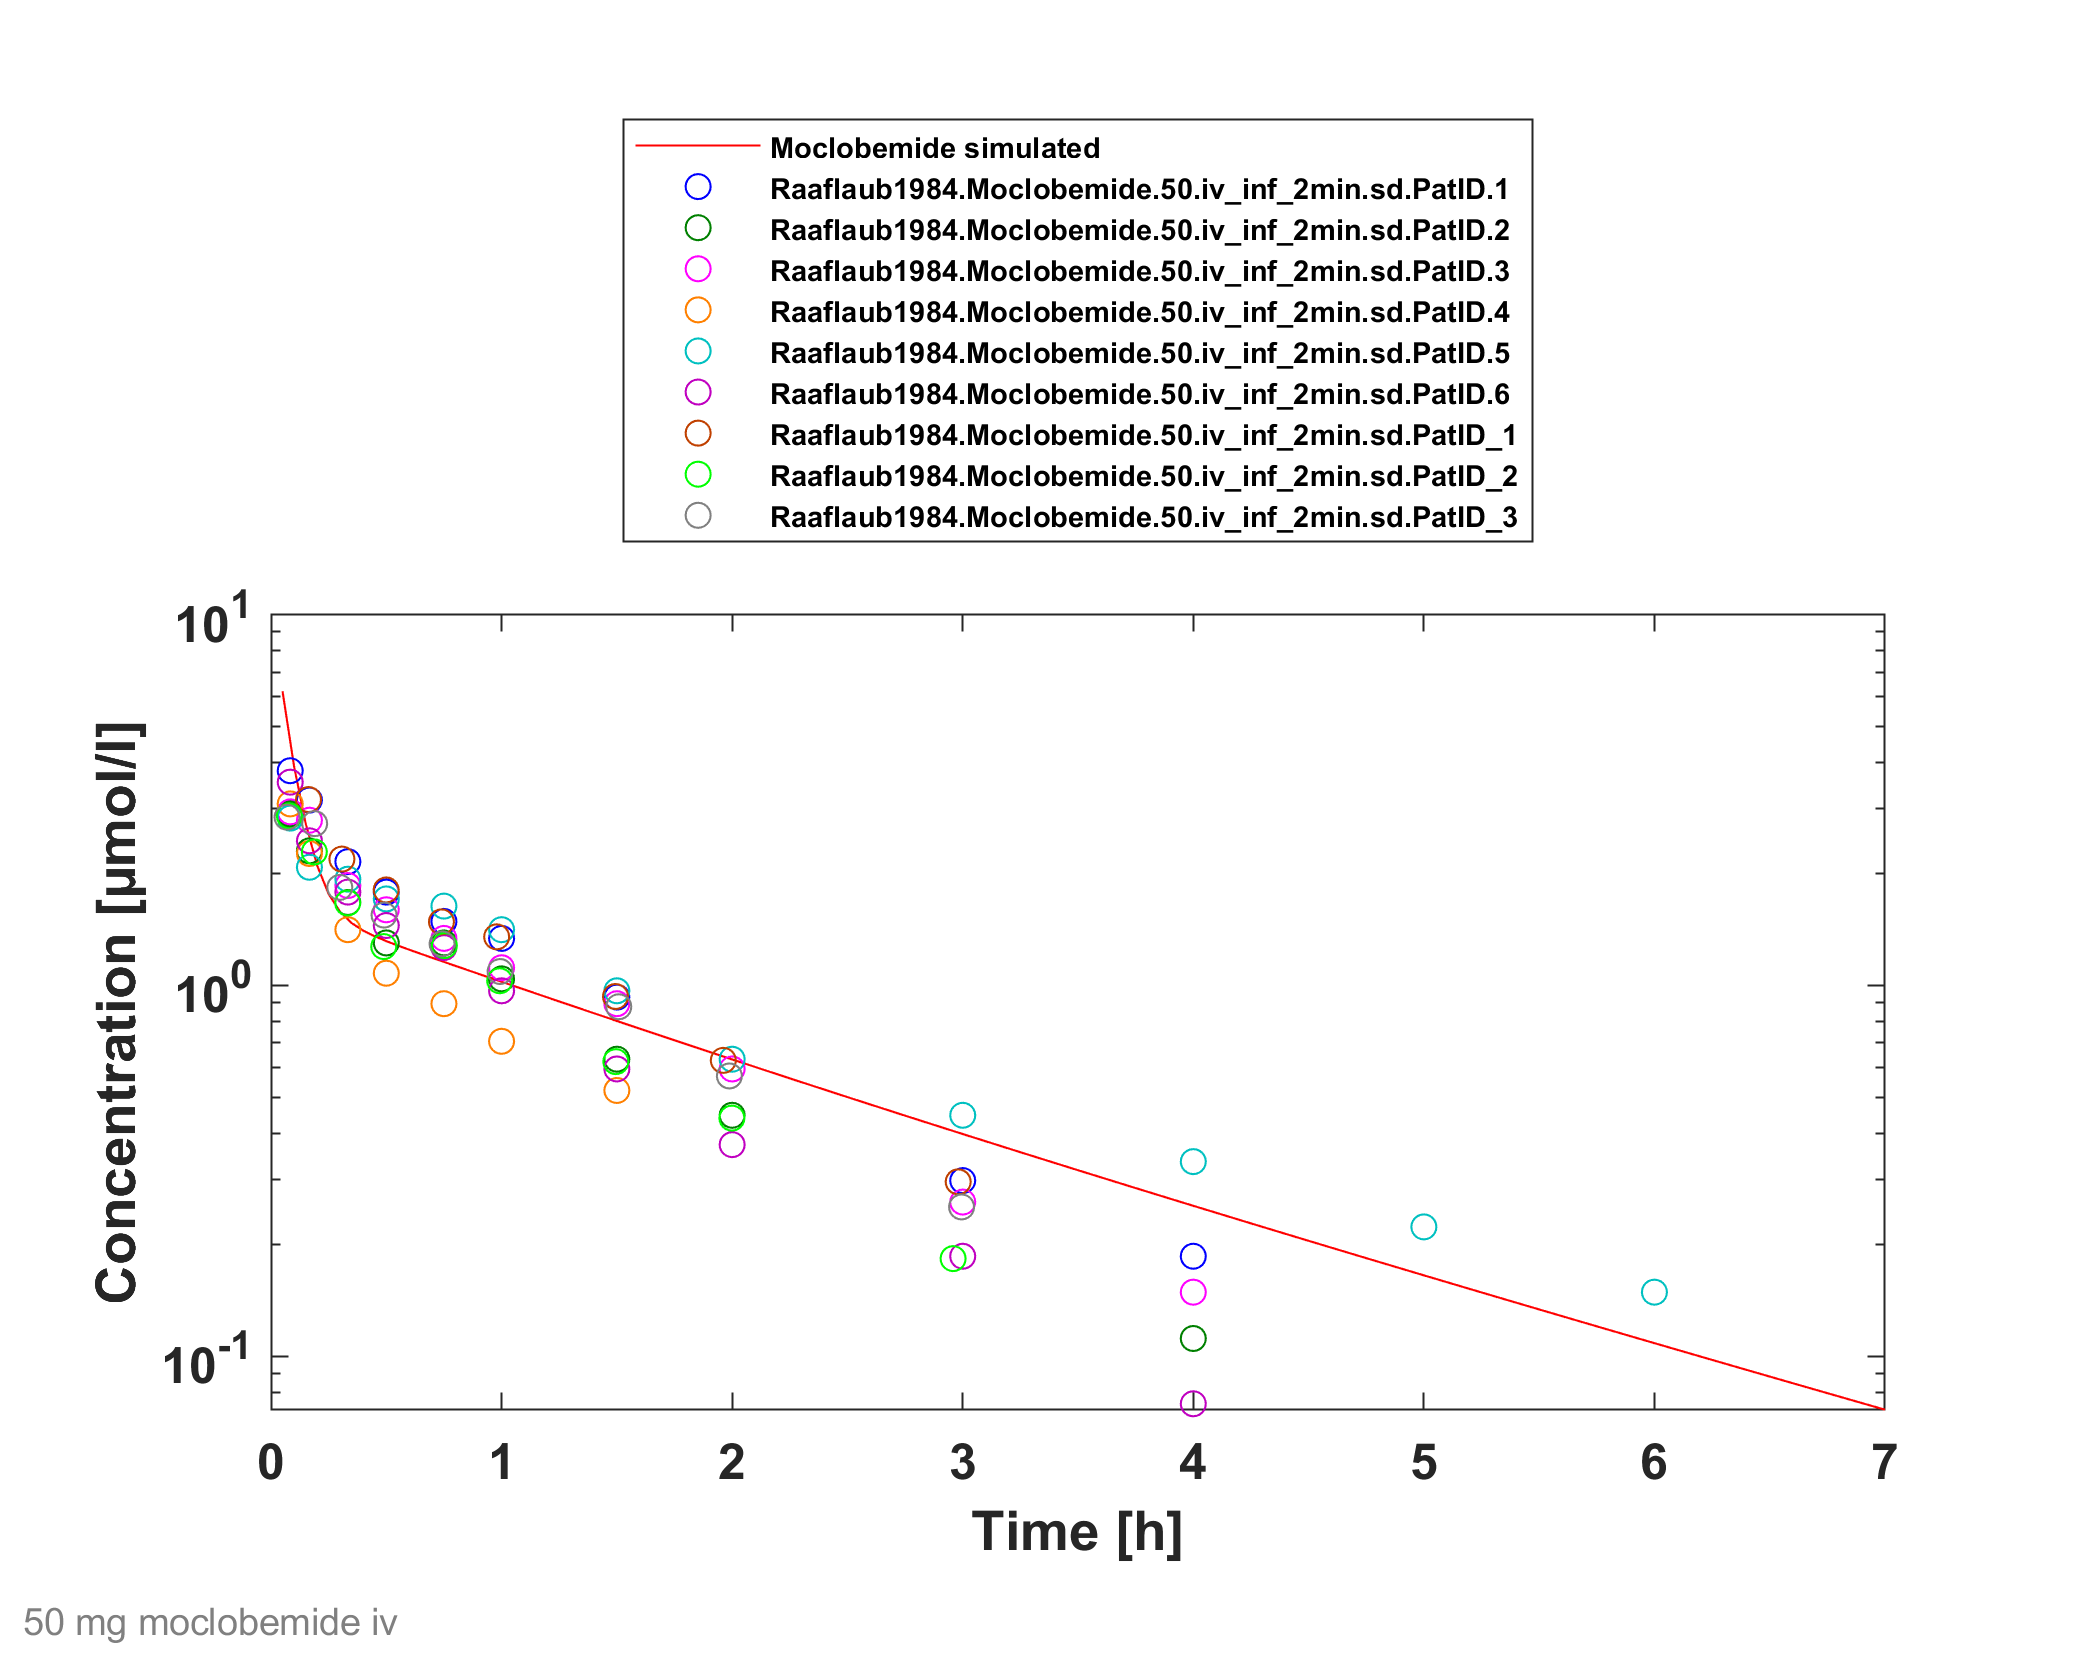 Moclobemide simulated
Raaflaub1984.Moclobemide.50.iv_inf_2min.sd.PatID.1
Raaflaub1984.Moclobemide.50.iv_inf_2min.sd.PatID.2
Raaflaub1984.Moclobemide.50.iv_inf_2min.sd.PatID.3
Raaflaub1984.Moclobemide.50.iv_inf_2min.sd.PatID.4
Raaflaub1984.Moclobemide.50.iv_inf_2min.sd.PatID.5
Raaflaub1984.Moclobemide.50.iv_inf_2min.sd.PatID.6
Raaflaub1984.Moclobemide.50.iv_inf_2min.sd.PatID_1
Raaflaub1984.Moclobemide.50.iv_inf_2min.sd.PatID_2
Raaflaub1984.Moclobemide.50.iv_inf_2min.sd.PatID_3
10^1
10^0
10^-1
Concentration [µmol/l]
0 1 2 3 4 5 6 7
Time [h]
50 mg moclobemide iv